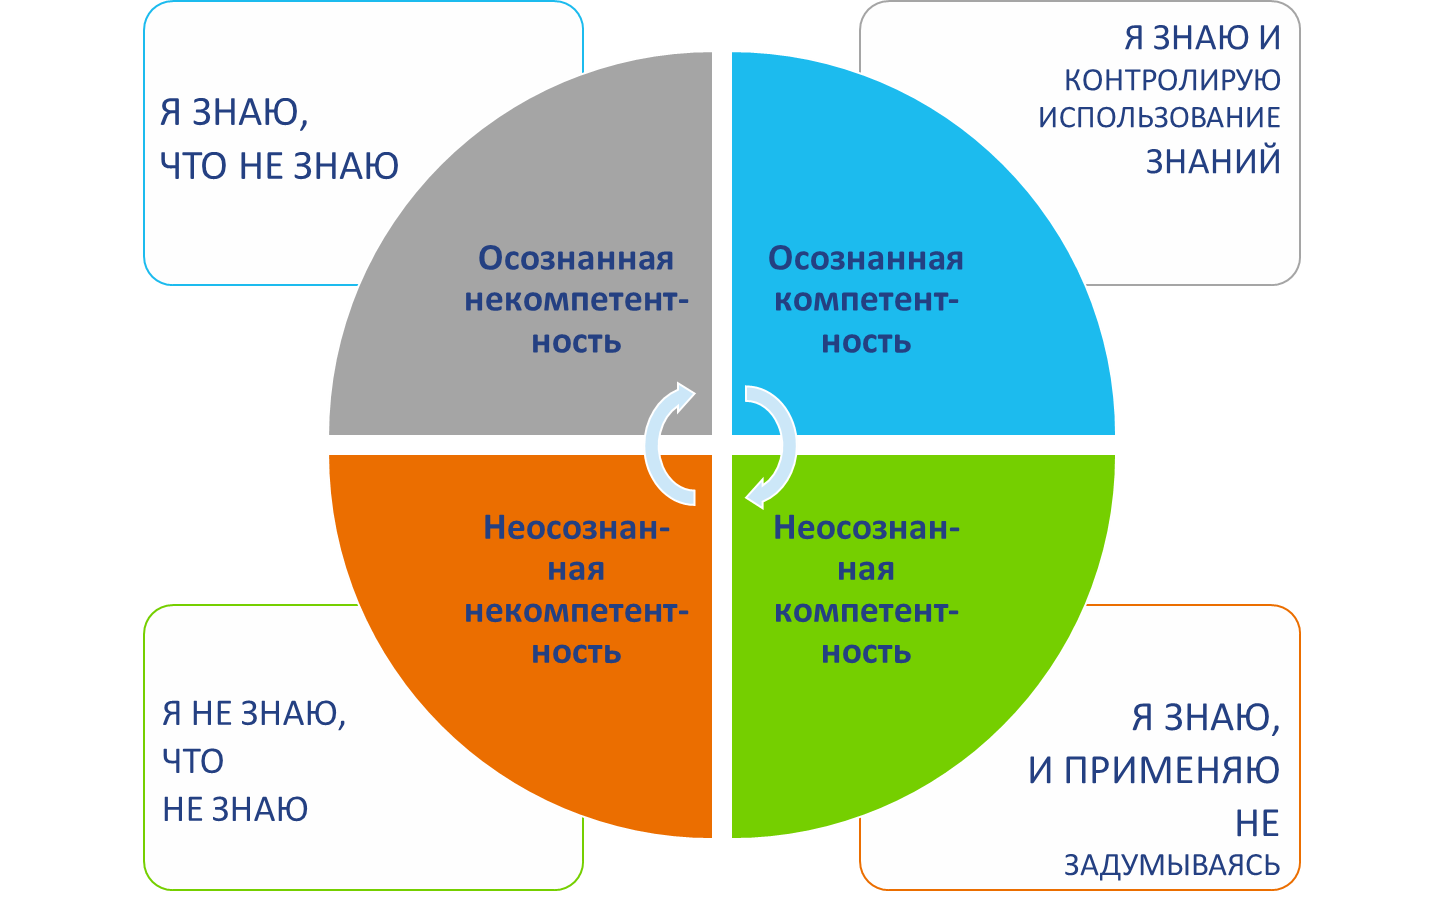 Я ЗНАЮ,
ЧТО НЕ ЗНАЮ
Я ЗНАЮ И
КОНТРОЛИРУЮ
ИСПОЛЬЗОВАНИЕ
ЗНАНИЙ
Осознанная
некомпетент-
ность
Осознанная
компетент-
ность
Неосознан-
ная
некомпетент-
ность
Неосознан-
ная
компетент-
ность
Я НЕ ЗНАЮ,
ЧТО
НЕ ЗНАЮ
Я ЗНАЮ,
И ПРИМЕНЯЮ
НЕ
ЗАДУМЫВАЯСЬ